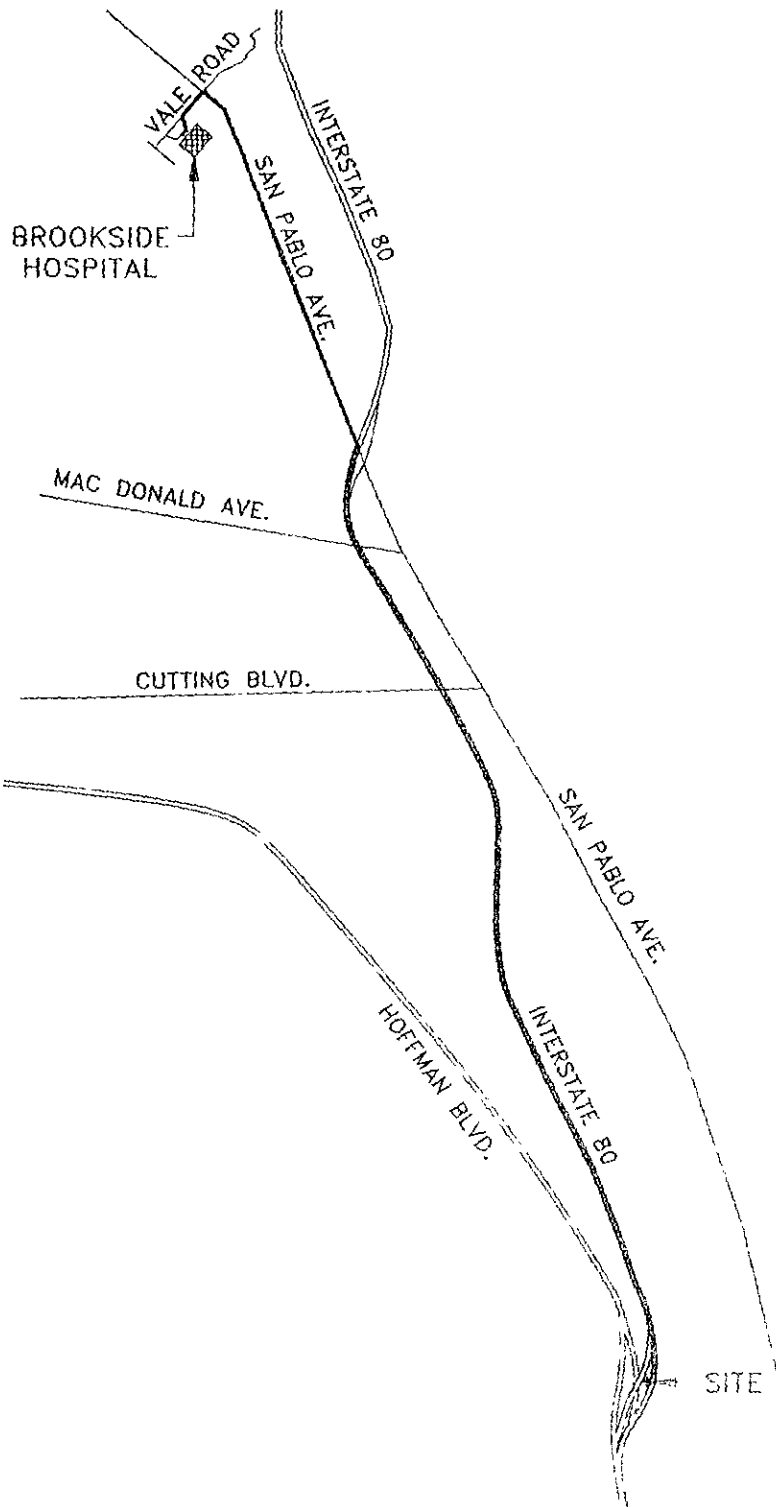 VALE ROAD
INTERSTATE 80
SAN PABLO AVE.
BROOKSIDE
HOSPITAL
MAC DONALD AVE.
CUTTING BLVD.
SAN PABLO AVE.
HOFFMAN BLVD.
INTERSTATE 80
SITE